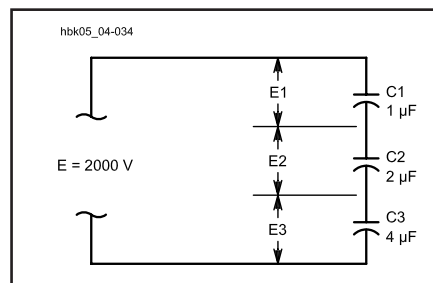 hbk05_04-034
E1
C1
1 µF
E2
C2
2 µF
E = 2000 V
E3
C3
4 µF